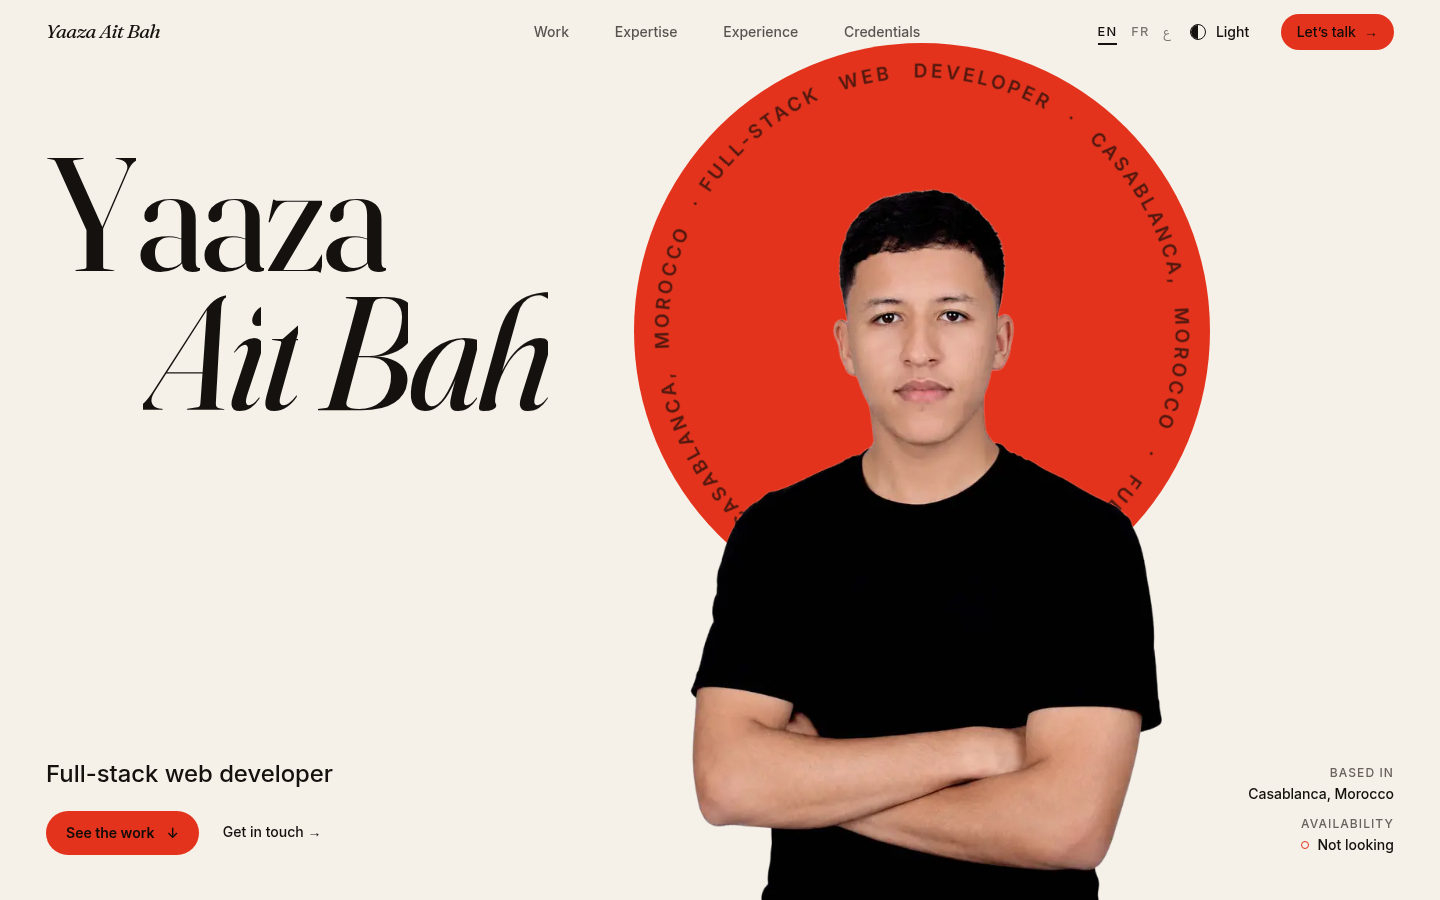 Yaaza Ait Bah
Work
Expertise
Experience
Credentials
EN
FR
ع
Light
Let's talk →
FULL-STACK WEB DEVELOPER · CASABLANCA, MOROCCO · FU
CASABLANCA, MOROCCO ·
Yaaza
Ait Bah
Full-stack web developer
See the work ↓
Get in touch →
BASED IN
Casablanca, Morocco
AVAILABILITY
Not looking